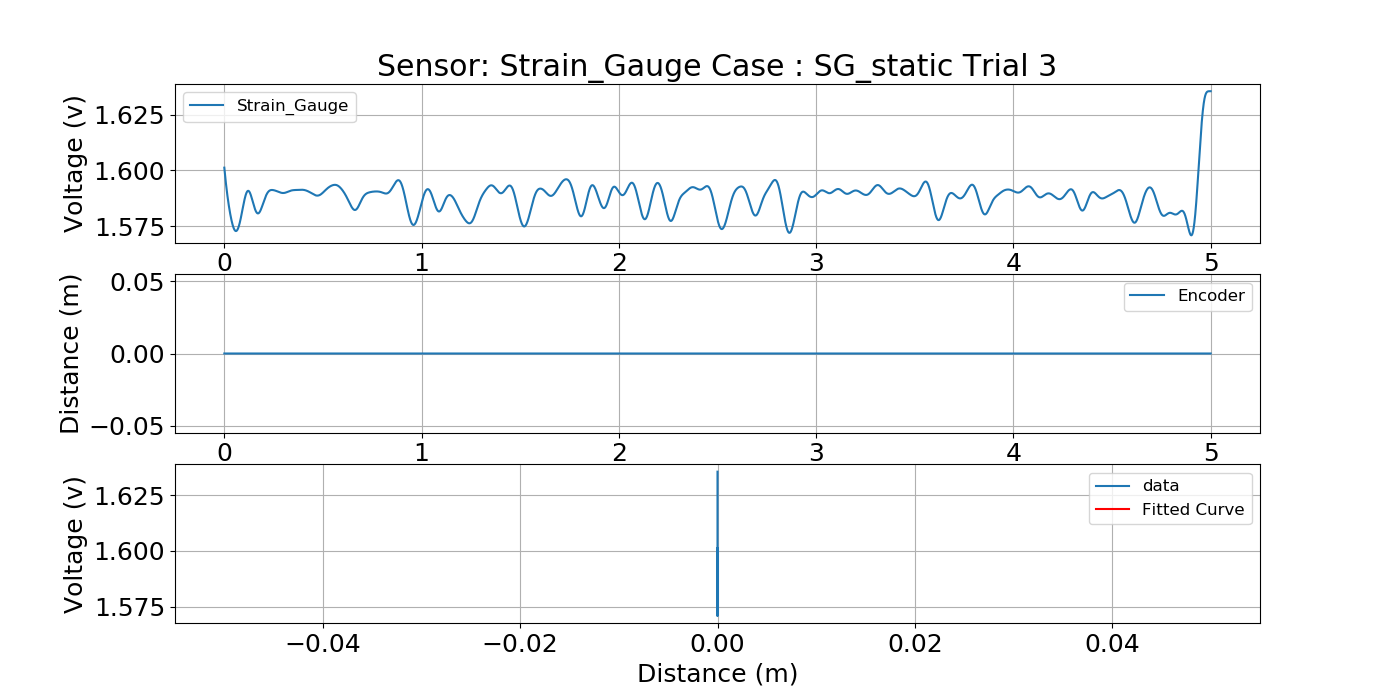 Sensor: Strain_Gauge Case : SG_static Trial 3
Voltage (v)
1.625
1.600
1.575
Strain_Gauge
0 1 2 3 4 5
Distance (m)
0.05
0.00
−0.05
Encoder
0 1 2 3 4 5
Voltage (v)
1.625
1.600
1.575
data
Fitted Curve
−0.04 −0.02 0.00 0.02 0.04
Distance (m)